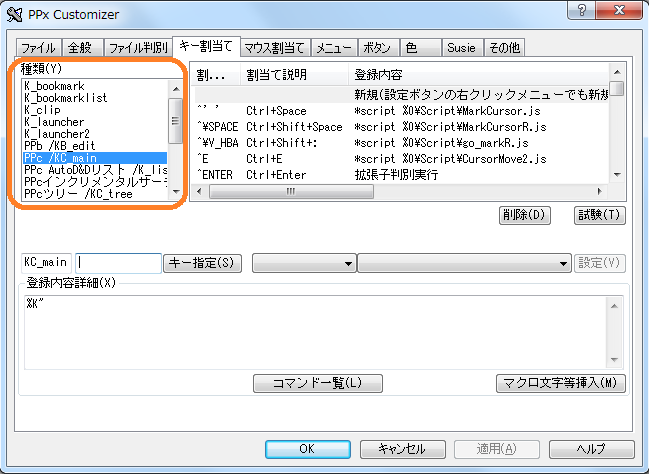 PPx Customizer
ファイル 全般 ファイル判別 キー割当て マウス割当て メニュー ボタン 色 Susie その他
種類(Y)
K_bookmark
K_bookmarklist
K_clip
K_launcher
K_launcher2
PPb /KB_edit
PPc /KC_main
PPc AutoD&Dリスト /K_lis
PPcインクリメンタルサーチ
PPcツリー /KC_tree
割... 割当て説明 登録内容
新規(設定ボタンの右クリックメニューでも新規
^' ' Ctrl+Space *script %0¥Script¥MarkCursor.js
^¥SPACE Ctrl+Shift+Space *script %0¥Script¥MarkCursorR.js
^¥V_HBA Ctrl+Shift+: *script %0¥Script¥go_markR.js
^E Ctrl+E *script %0¥Script¥CursorMove2.js
^ENTER Ctrl+Enter 拡張子判別実行
削除(D) 試験(T)
KC_main キー指定(S) 設定(V)
登録内容詳細(X)
%K"
コマンド一覧(L) マクロ文字等挿入(M)
OK キャンセル 適用(A) ヘルプ